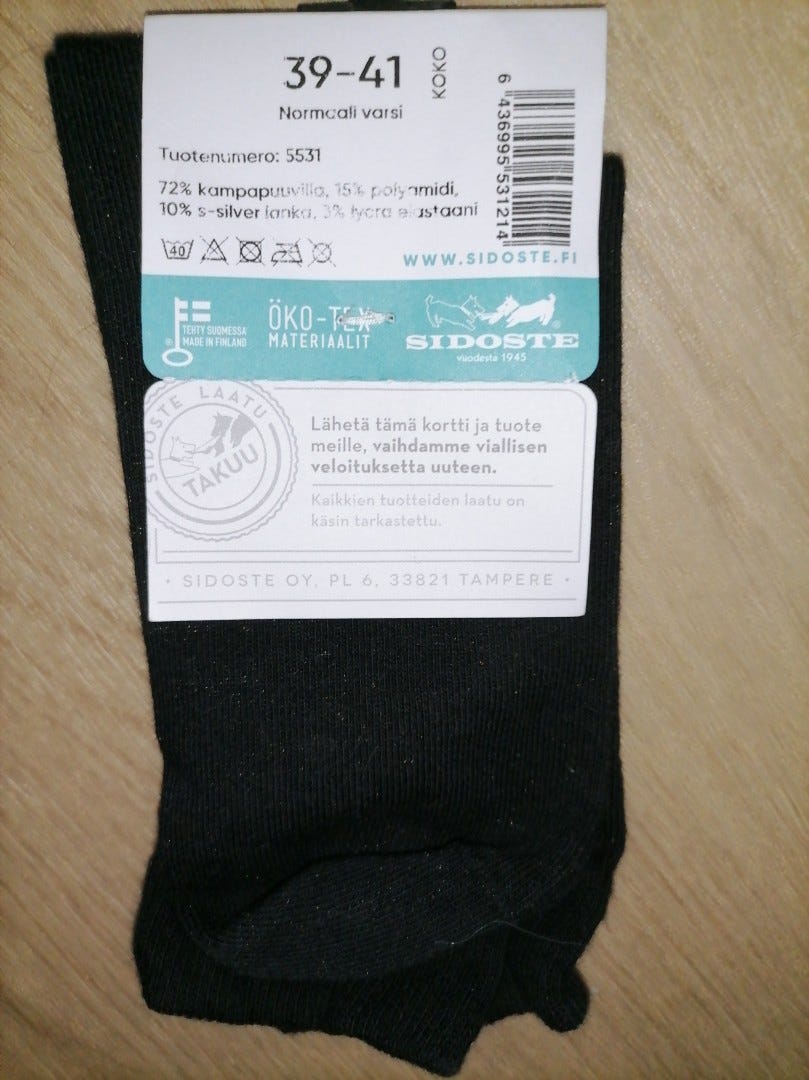 39-41
KOKO
Normaali varsi
Tuotenumero: 5531
72% kampapuuvilla, 15% polyamidi,
10% s-silver lanka, 3% lycra elastaani
6 436995 531214
40
WWW.SIDOSTE.FI
TEHTY SUOMESSA
MADE IN FINLAND
®
ÖKO-TEX
MATERIAALIT
SIDOSTE
®
vuodesta 1945
SIDOSTE LAATU
TAKUU
Lähetä tämä kortti ja tuote
meille, vaihdamme viallisen
veloituksetta uuteen.
Kaikkien tuotteiden laatu on
käsin tarkastettu.
• SIDOSTE OY, PL 6, 33821 TAMPERE •